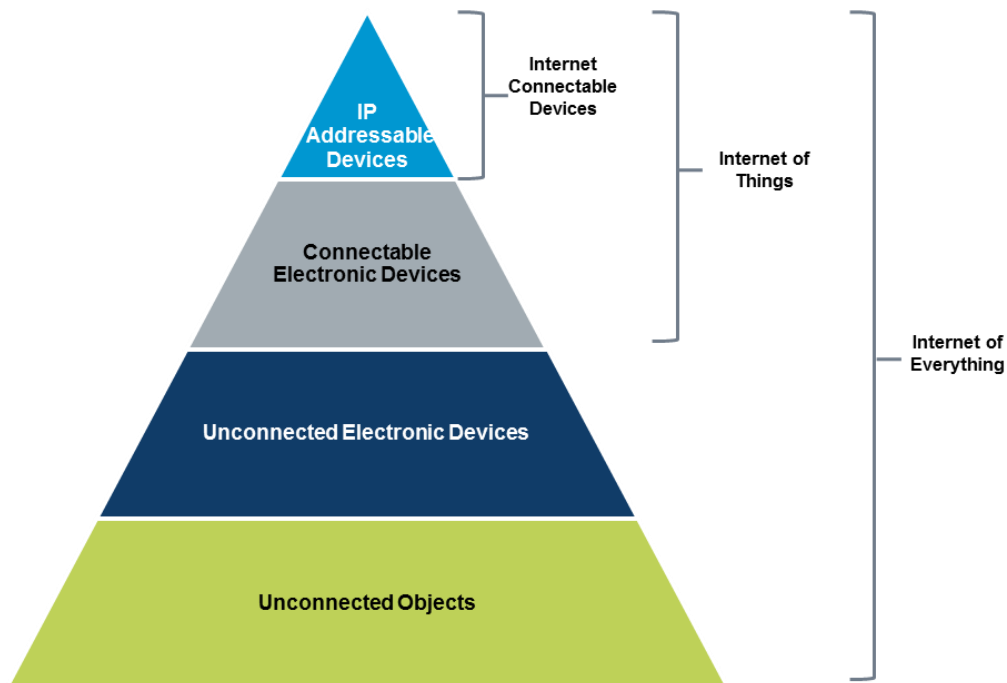 IP
Addressable
Devices
Connectable
Electronic Devices
Unconnected Electronic Devices
Unconnected Objects
Internet
Connectable
Devices
Internet of
Things
Internet of
Everything